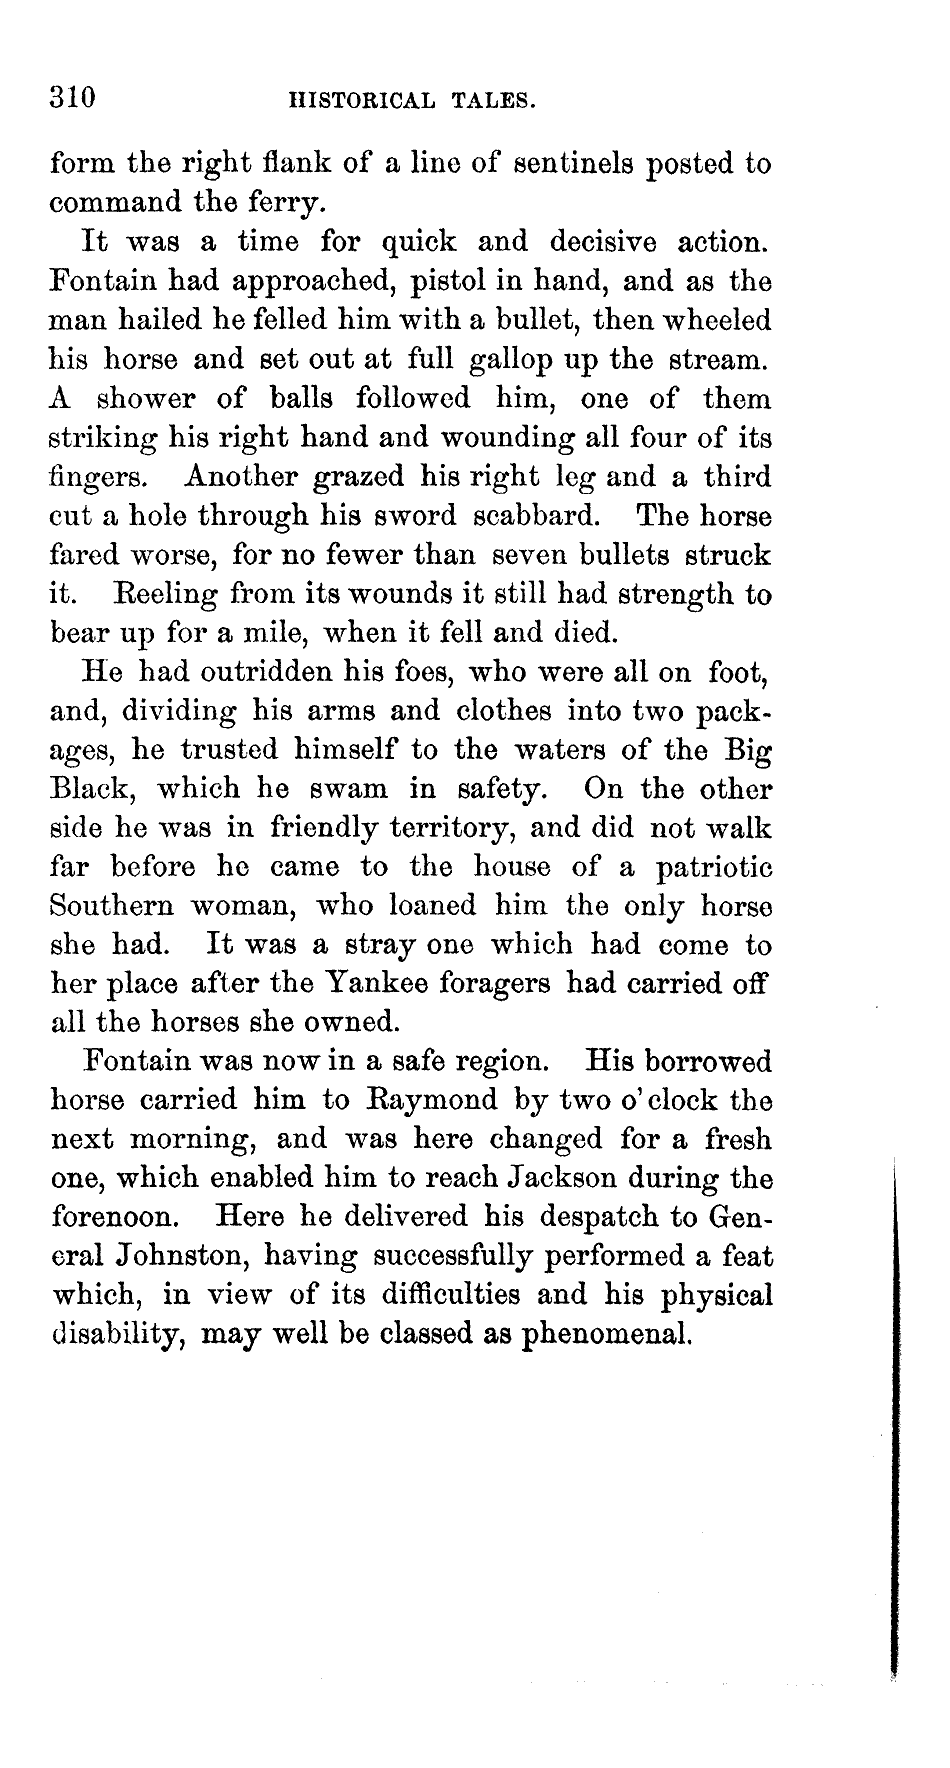 310 HISTORICAL TALES.
form the right flank of a line of sentinels posted to
command the ferry.
It was a time for quick and decisive action.
Fontain had approached, pistol in hand, and as the
man hailed he felled him with a bullet, then wheeled
his horse and set out at full gallop up the stream.
A shower of balls followed him, one of them
striking his right hand and wounding all four of its
fingers. Another grazed his right leg and a third
cut a hole through his sword scabbard. The horse
fared worse, for no fewer than seven bullets struck
it. Reeling from its wounds it still had strength to
bear up for a mile, when it fell and died.
He had outridden his foes, who were all on foot,
and, dividing his arms and clothes into two pack-
ages, he trusted himself to the waters of the Big
Black, which he swam in safety. On the other
side he was in friendly territory, and did not walk
far before he came to the house of a patriotic
Southern woman, who loaned him the only horse
she had. It was a stray one which had come to
her place after the Yankee foragers had carried off
all the horses she owned.
Fontain was now in a safe region. His borrowed
horse carried him to Raymond by two o'clock the
next morning, and was here changed for a fresh
one, which enabled him to reach Jackson during the
forenoon. Here he delivered his despatch to Gen-
eral Johnston, having successfully performed a feat
which, in view of its difficulties and his physical
disability, may well be classed as phenomenal.